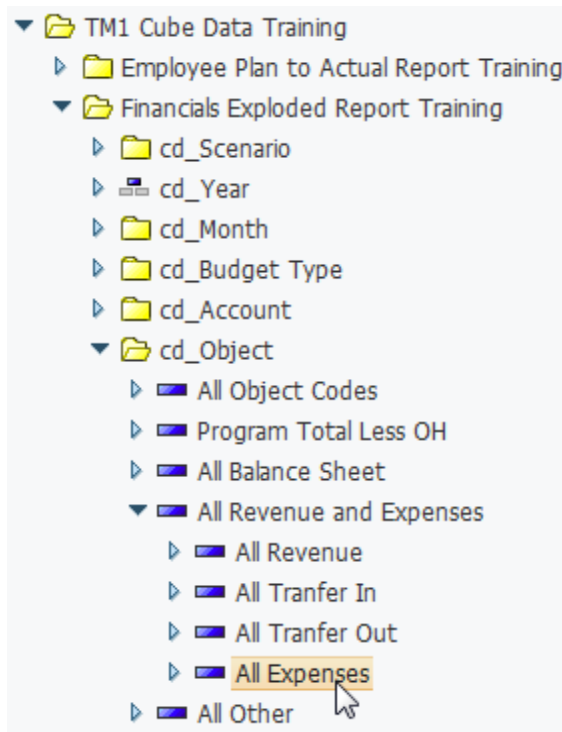 TM1 Cube Data Training
Employee Plan to Actual Report Training
Financials Exploded Report Training
cd_Scenario
cd_Year
cd_Month
cd_Budget Type
cd_Account
cd_Object
All Object Codes
Program Total Less OH
All Balance Sheet
All Revenue and Expenses
All Revenue
All Tranfer In
All Tranfer Out
All Expenses
All Other